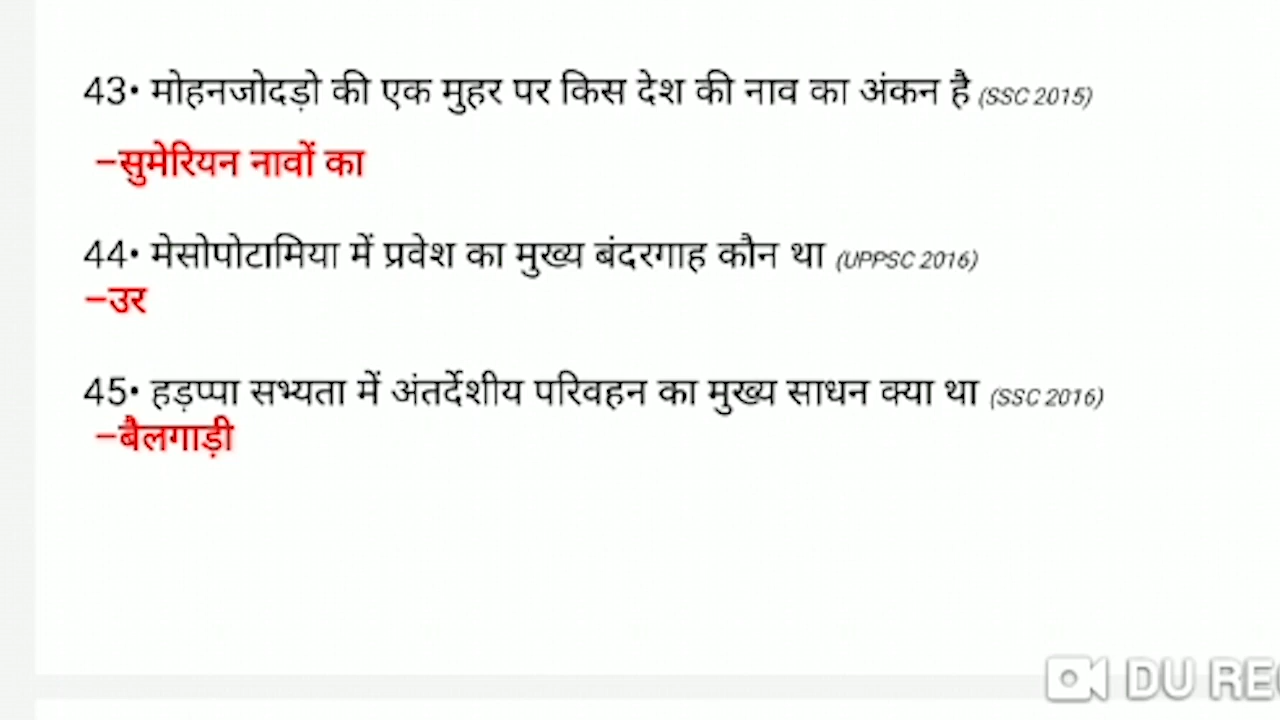 43• मोहनजोदड़ो की एक मुहर पर किस देश की नाव का अंकन है (SSC 2015)
–सुमेरियन नावों का
44• मेसोपोटामिया में प्रवेश का मुख्य बंदरगाह कौन था (UPPSC 2016)
–उर
45• हड़प्पा सभ्यता में अंतर्देशीय परिवहन का मुख्य साधन क्या था (SSC 2016)
–बैलगाड़ी
DU REC